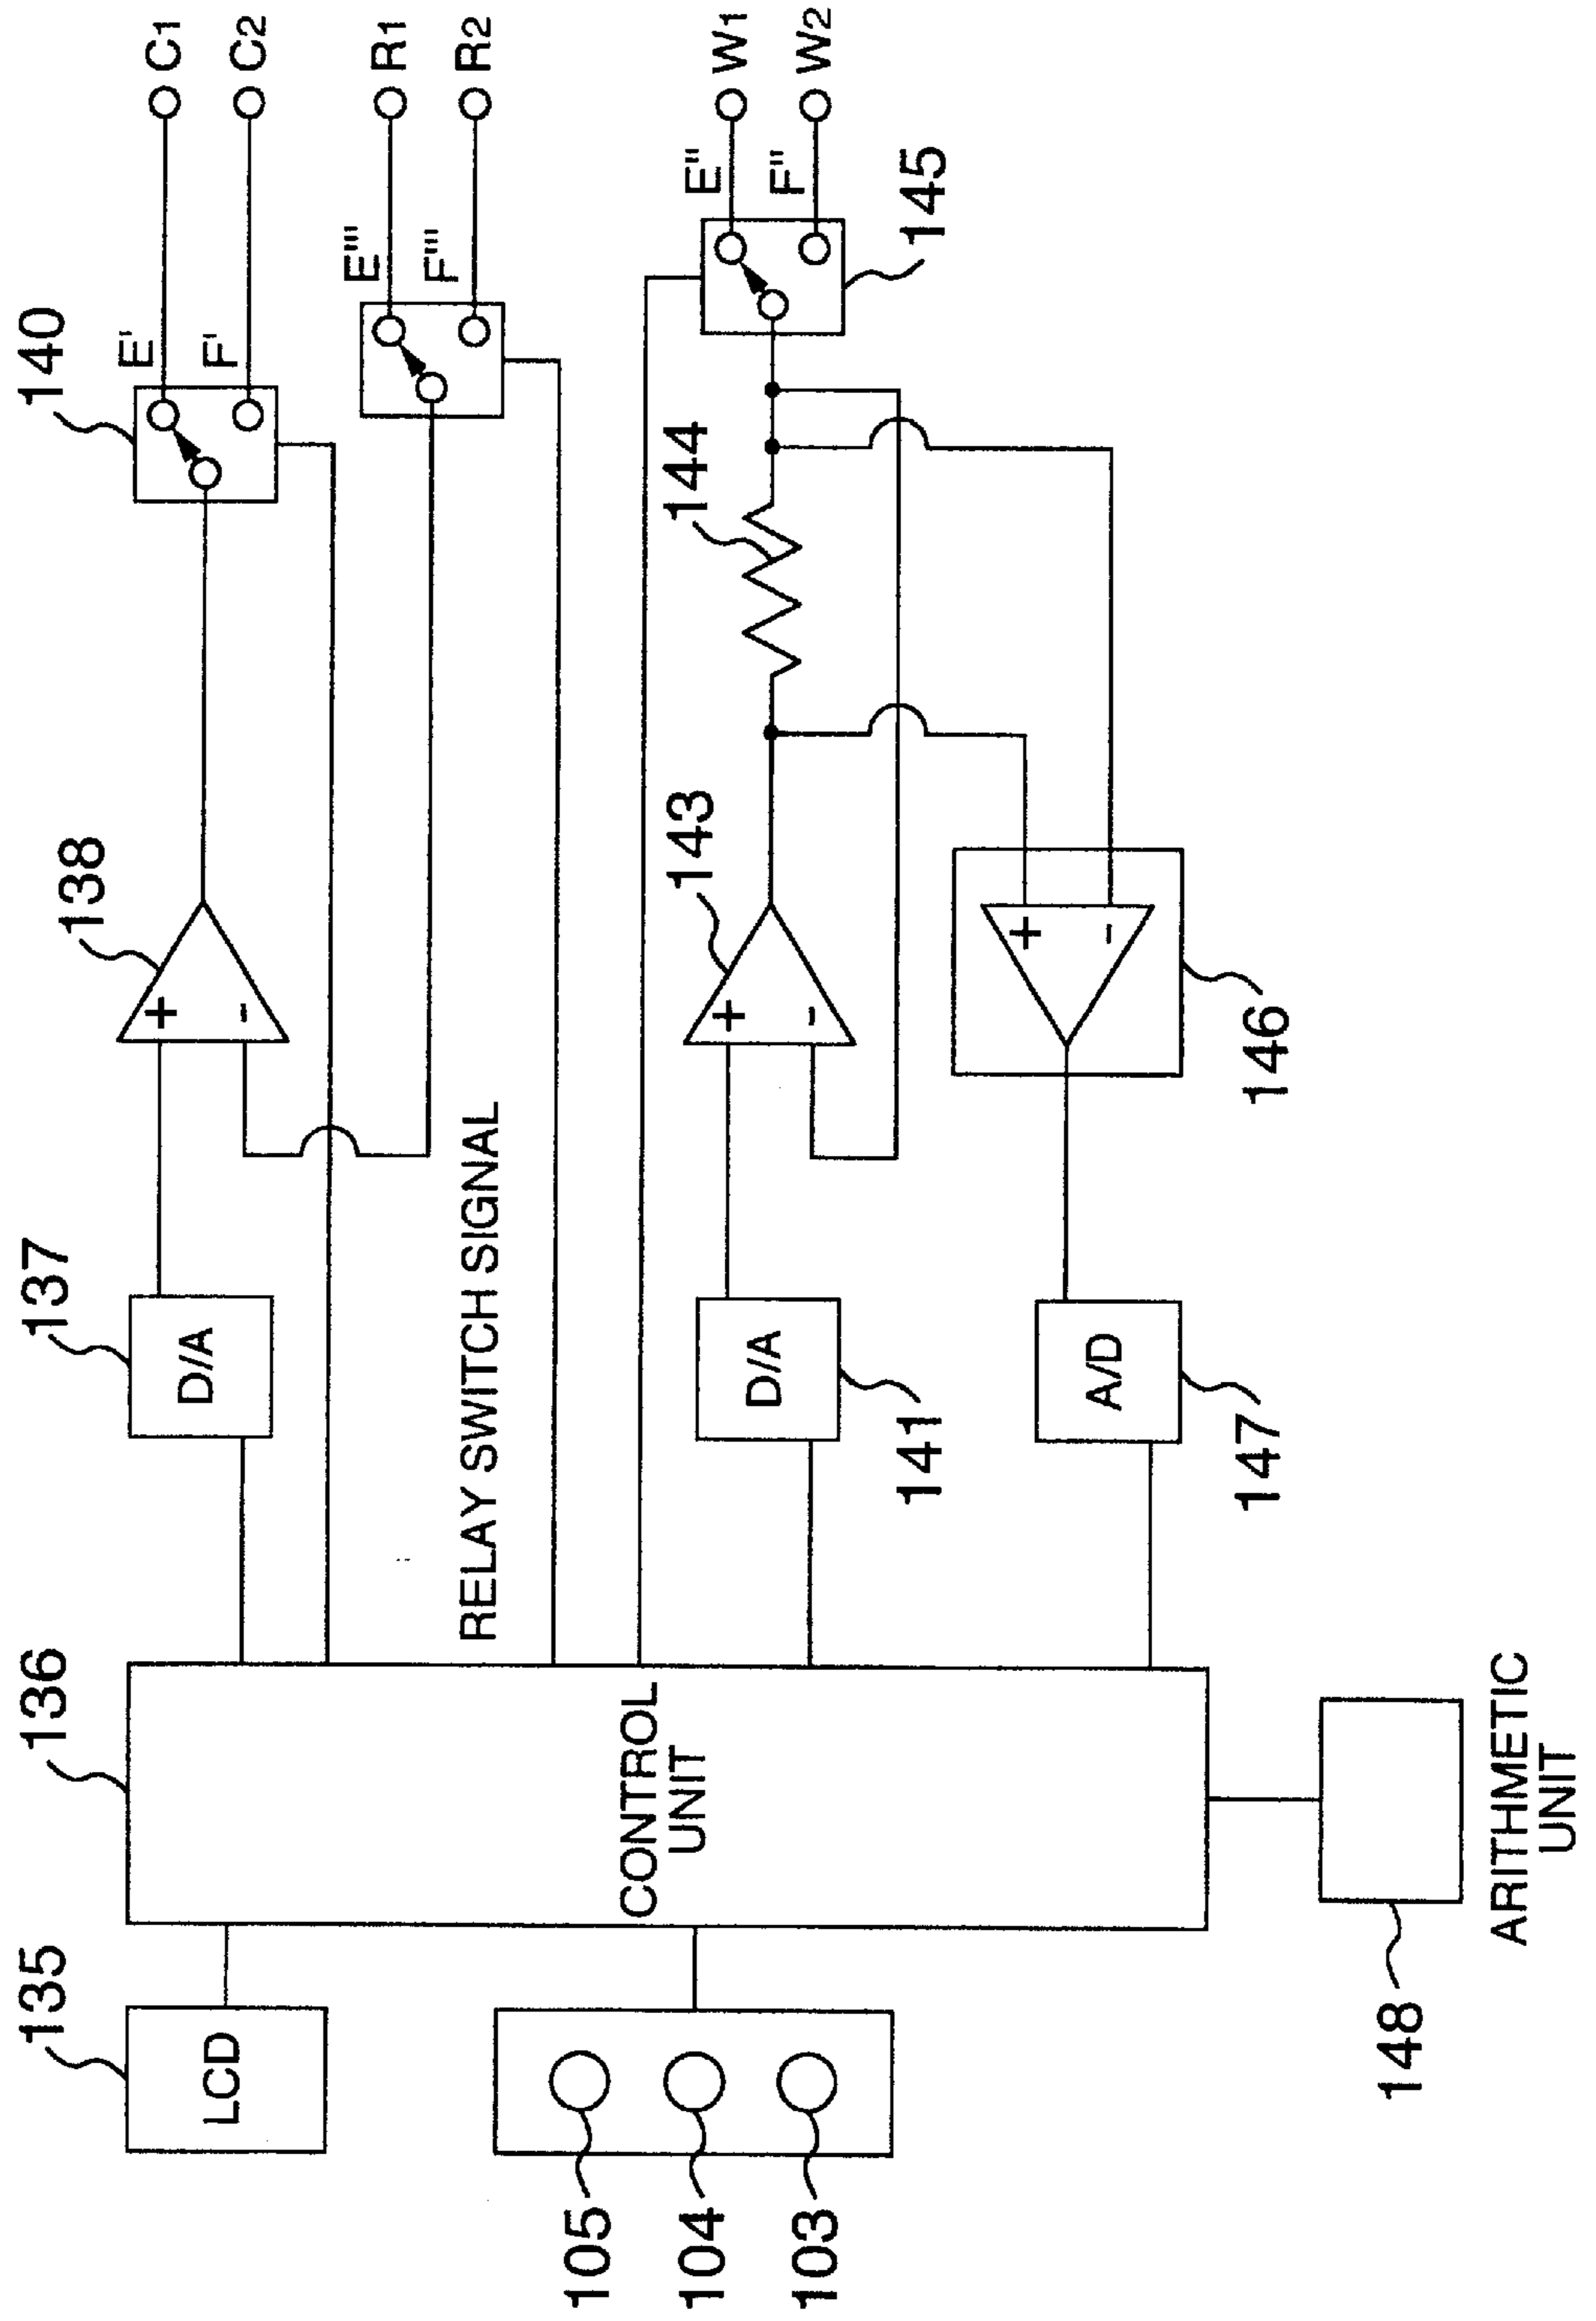 135
LCD
105
104
103
136
CONTROL
UNIT
148
ARITHMETIC
UNIT
137
D/A
RELAY SWITCH SIGNAL
141
D/A
147
A/D
138
+
-
143
+
-
146
+
-
144
140
E'
F'
E'''
F'''
145
E"
F"
C1
C2
R1
R2
W1
W2